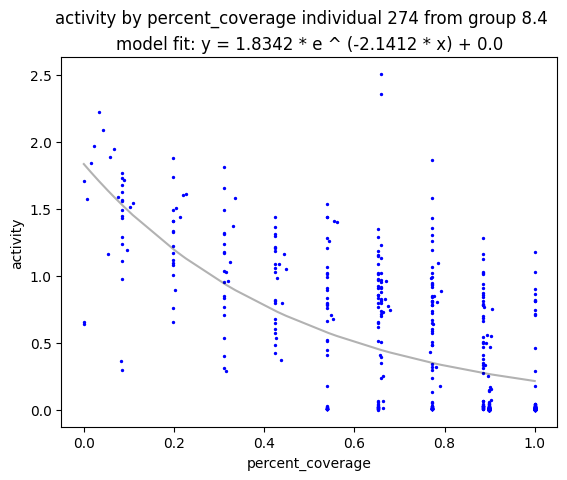 activity by percent_coverage individual 274 from group 8.4
model fit: y = 1.8342 * e ^ (-2.1412 * x) + 0.0
2.5
2.0
1.5
1.0
0.5
0.0
activity
0.0 0.2 0.4 0.6 0.8 1.0
percent_coverage